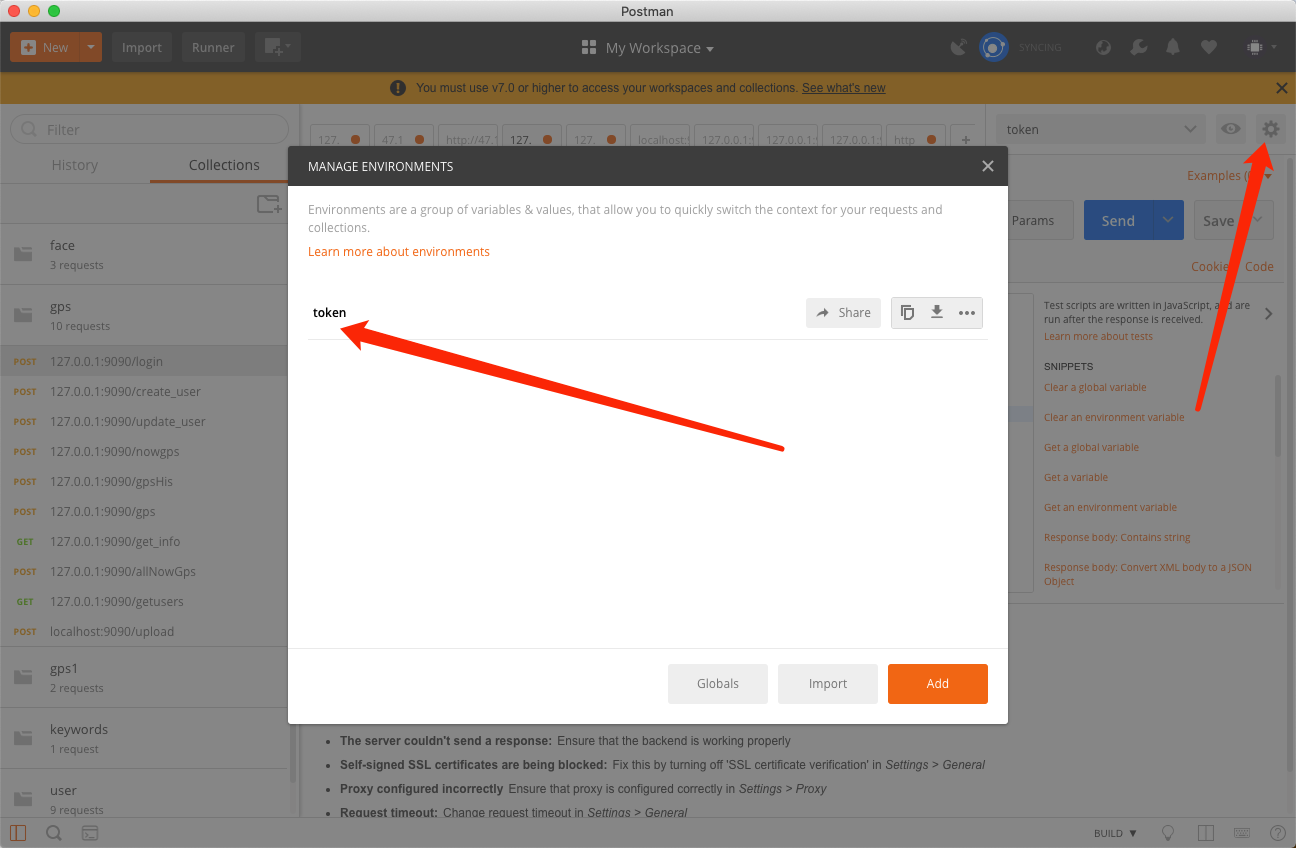 Postman
New
Import
Runner
My Workspace
SYNCING
You must use v7.0 or higher to access your workspaces and collections. See what's new
Filter
History
Collections
127.
47.1
http://47.1
127.
127.
localhost:
127.0.0.1:
127.0.0.1:
127.0.0.1:
http
+
token
Examples (
Params
Send
Save
Cookie
Code
face
3 requests
gps
10 requests
POST 127.0.0.1:9090/login
POST 127.0.0.1:9090/create_user
POST 127.0.0.1:9090/update_user
POST 127.0.0.1:9090/nowgps
POST 127.0.0.1:9090/gpsHis
POST 127.0.0.1:9090/gps
GET 127.0.0.1:9090/get_info
POST 127.0.0.1:9090/allNowGps
GET 127.0.0.1:9090/getusers
POST localhost:9090/upload
gps1
2 requests
keywords
1 request
user
9 requests
MANAGE ENVIRONMENTS
Environments are a group of variables & values, that allow you to quickly switch the context for your requests and
collections.
Learn more about environments
token
Share
Globals
Import
Add
Test scripts are written in JavaScript, and are
run after the response is received.
Learn more about tests
SNIPPETS
Clear a global variable
Clear an environment variable
Get a global variable
Get a variable
Get an environment variable
Response body: Contains string
Response body: Convert XML body to a JSON
Object
The server couldn't send a response: Ensure that the backend is working properly
Self-signed SSL certificates are being blocked: Fix this by turning off 'SSL certificate verification' in Settings > General
Proxy configured incorrectly Ensure that proxy is configured correctly in Settings > Proxy
Request timeout: Change request timeout in Settings > General
BUILD